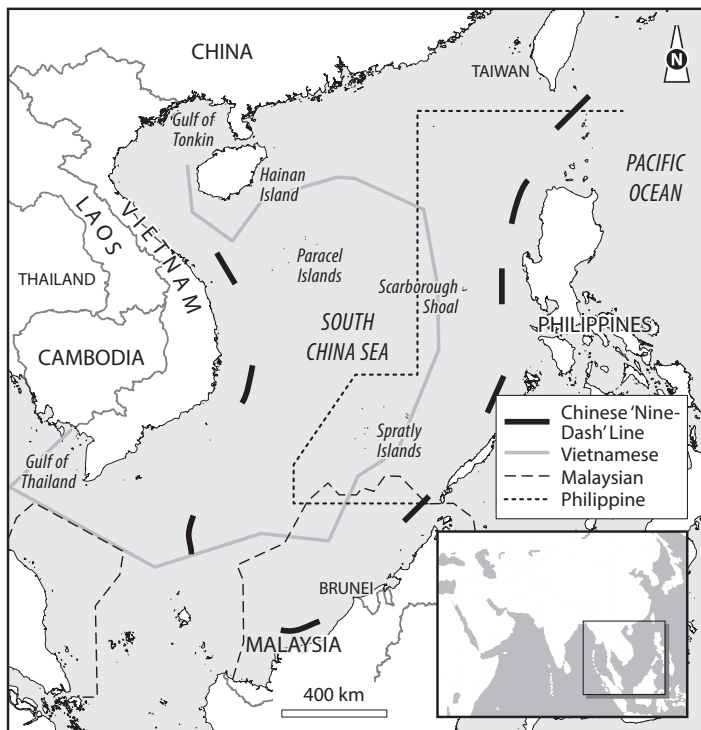 CHINA
TAIWAN
N
Gulf of
Tonkin
Hainan
Island
PACIFIC
OCEAN
LAOS
VIETNAM
THAILAND
Paracel
Islands
Scarborough
Shoal
SOUTH
CHINA SEA
PHILIPPINES
CAMBODIA
Spratly
Islands
Gulf of
Thailand
Chinese 'Nine-
Dash' Line
Vietnamese
Malaysian
Philippine
BRUNEI
MALAYSIA
400 km